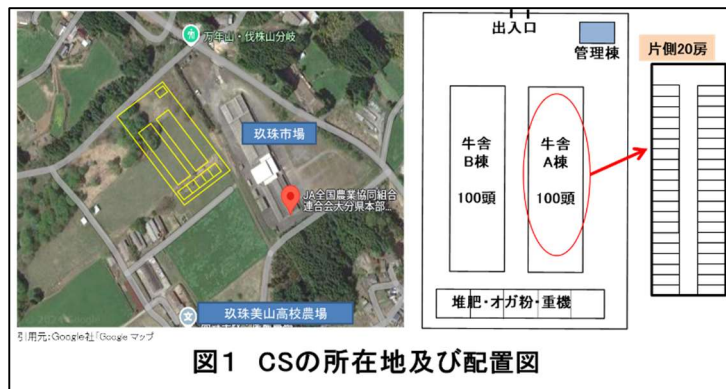 万年山・伐株山分岐
玖珠市場
JA全国農業協同組合
連合会大分県本部...
玖珠美山高校農場
引用元:Google社「Google マップ
出入口
管理棟
牛舎
B棟
100頭
牛舎
A棟
100頭
堆肥・オガ粉・重機
片側20房
図1 CSの所在地及び配置図